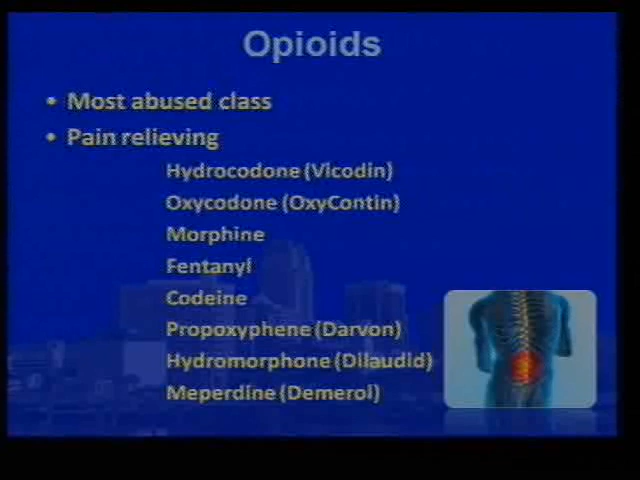 Opioids
• Most abused class
• Pain relieving
Hydrocodone (Vicodin)
Oxycodone (OxyContin)
Morphine
Fentanyl
Codeine
Propoxyphene (Darvon)
Hydromorphone (Dilaudid)
Meperdine (Demerol)